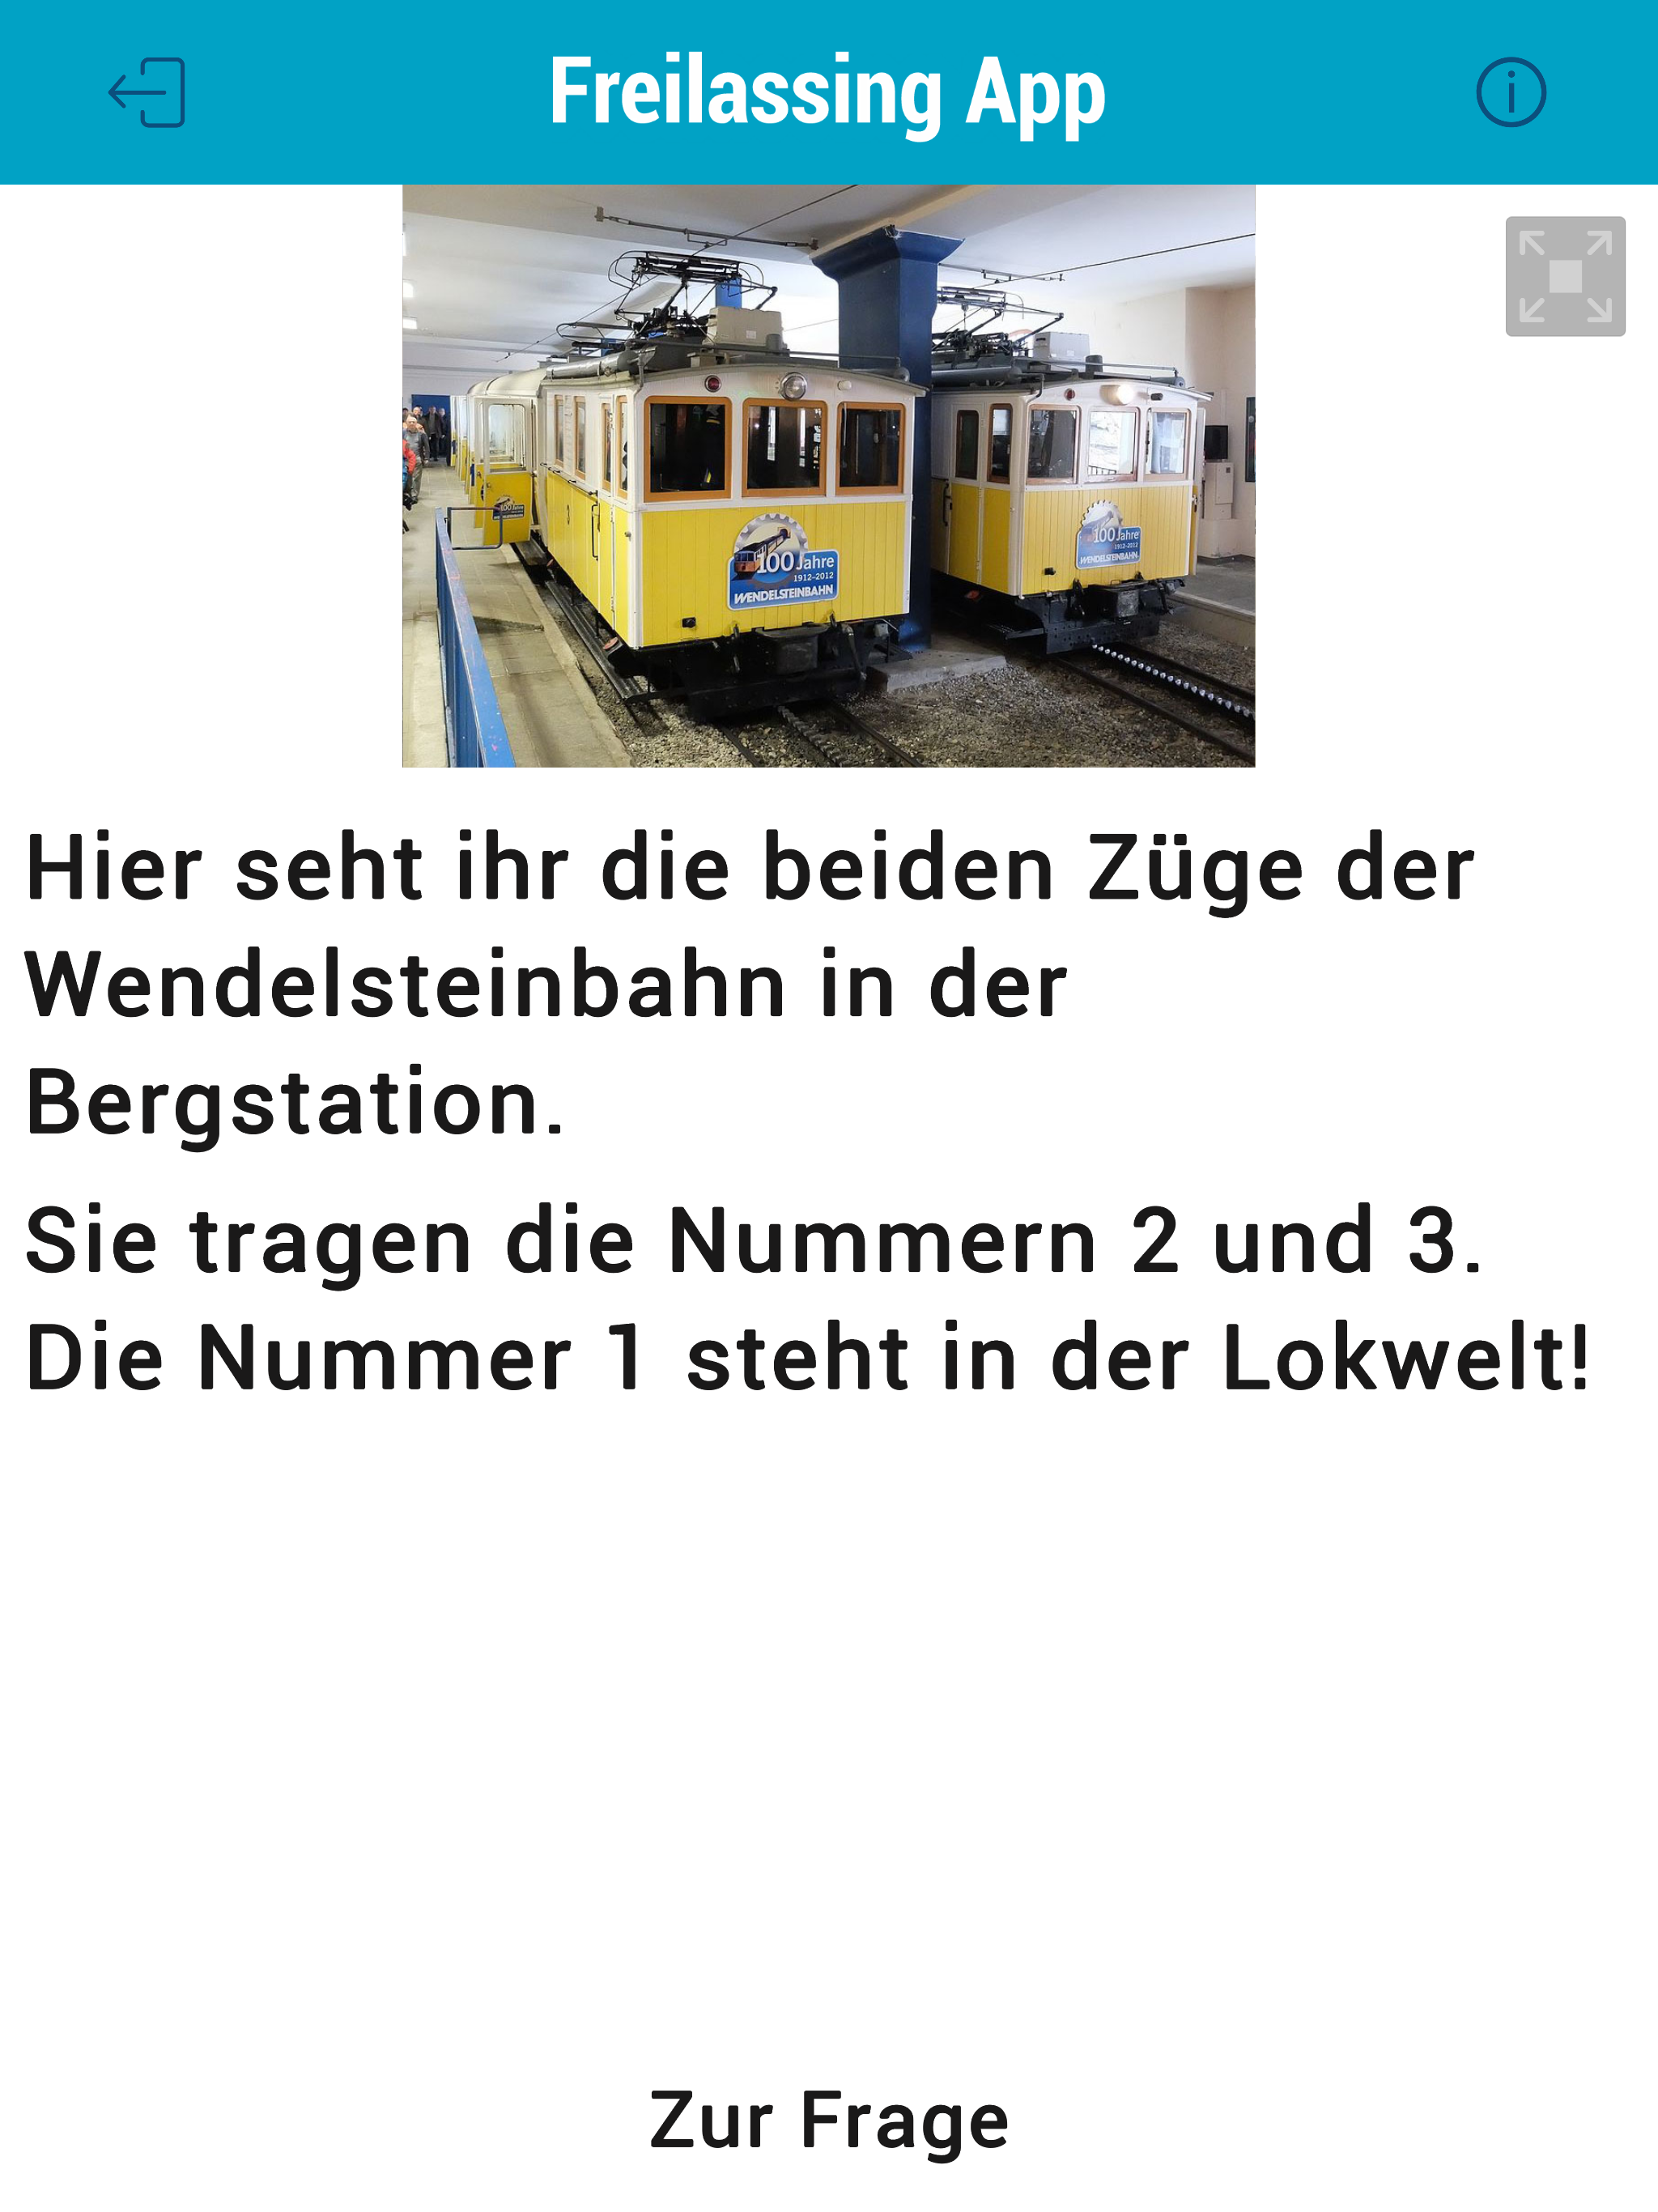 Freilassing App
100 Jahre
1912-2012
WENDELSTEINBAHN
100 Jahre
1912-2012
WENDELSTEINBAHN
Hier seht ihr die beiden Züge der
Wendelsteinbahn in der
Bergstation.
Sie tragen die Nummern 2 und 3.
Die Nummer 1 steht in der Lokwelt!
Zur Frage